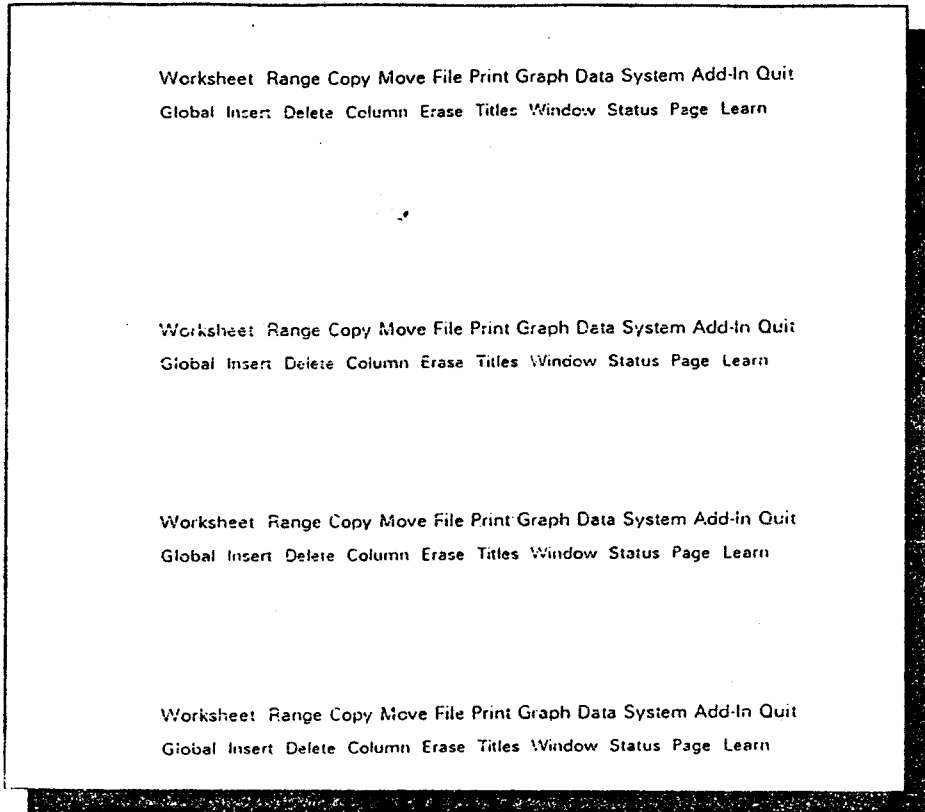 Worksheet Range Copy Move File Print Graph Data System Add-In Quit
Global Insert Delete Column Erase Titles Window Status Page Learn
Worksheet Range Copy Move File Print Graph Data System Add-In Quit
Global Insert Delete Column Erase Titles Window Status Page Learn
Worksheet Range Copy Move File Print Graph Data System Add-In Quit
Global Insert Delete Column Erase Titles Window Status Page Learn
Worksheet Range Copy Move File Print Graph Data System Add-In Quit
Global Insert Delete Column Erase Titles Window Status Page Learn